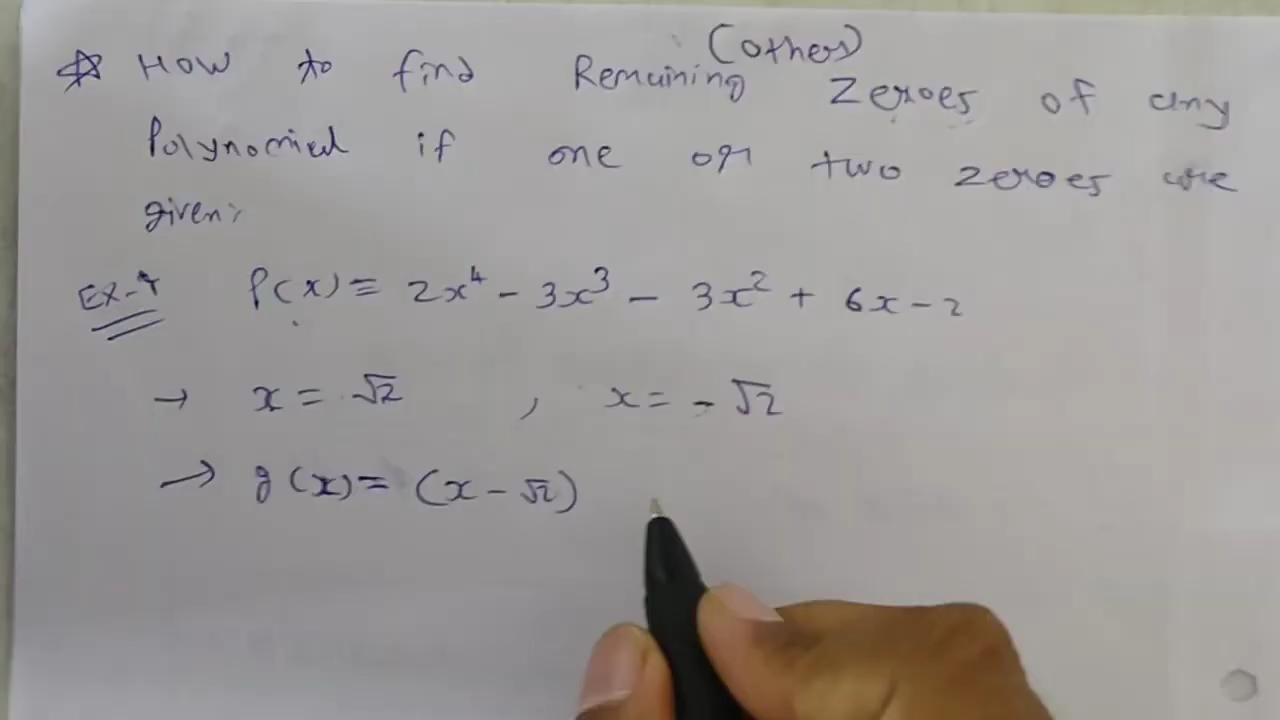 (others)
☆ How to find Remaining Zeroes of any
Polynomial if one or two zeroes are
given:
Ex-4 P(x) = 2x⁴ - 3x³ - 3x² + 6x - 2
→ x = √2 , x = -√2
→ g(x) = (x - √2)